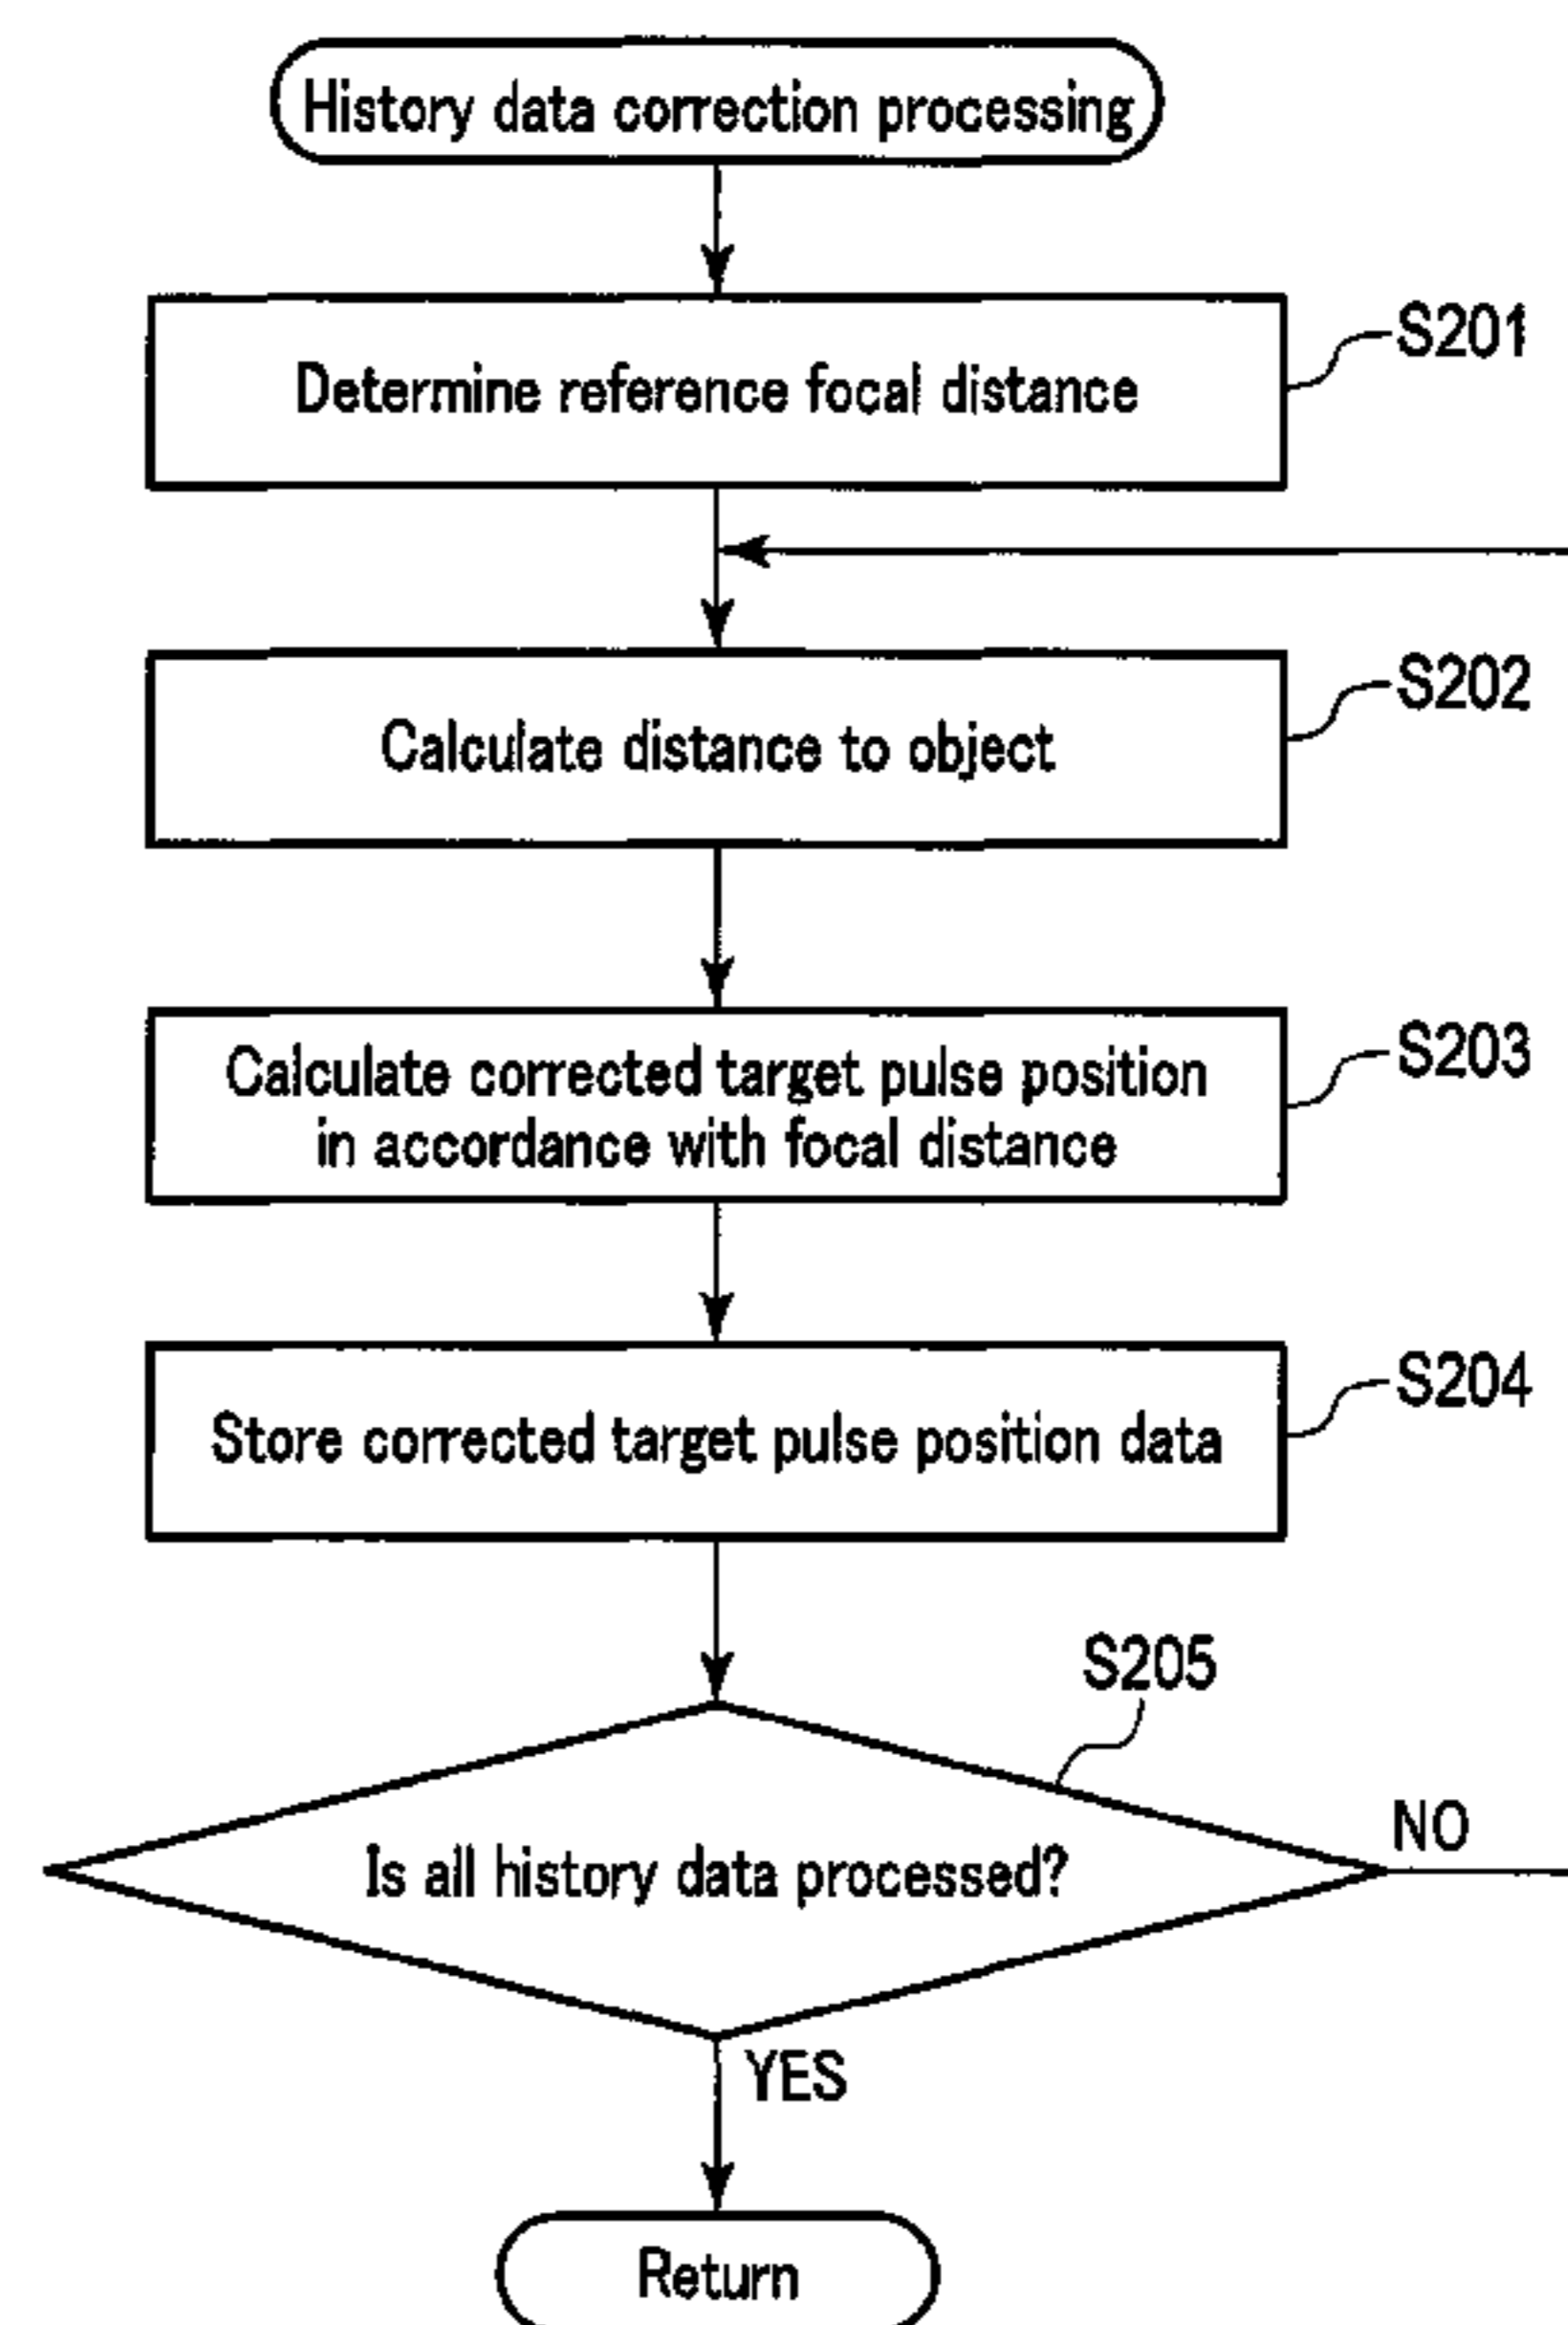 History data correction processing
Determine reference focal distance
S201
Calculate distance to object
S202
Calculate corrected target pulse position
in accordance with focal distance
S203
Store corrected target pulse position data
S204
S205
Is all history data processed?
NO
YES
Return